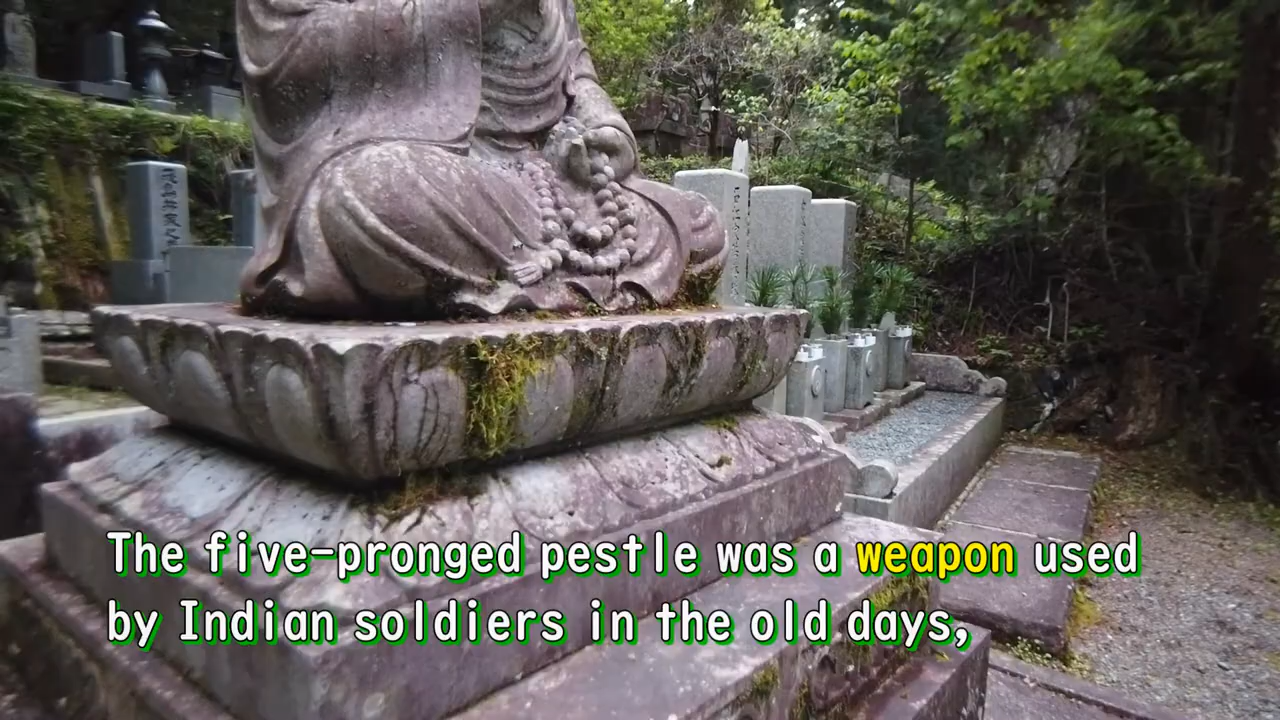 The five-pronged pestle was a weapon used
by Indian soldiers in the old days,